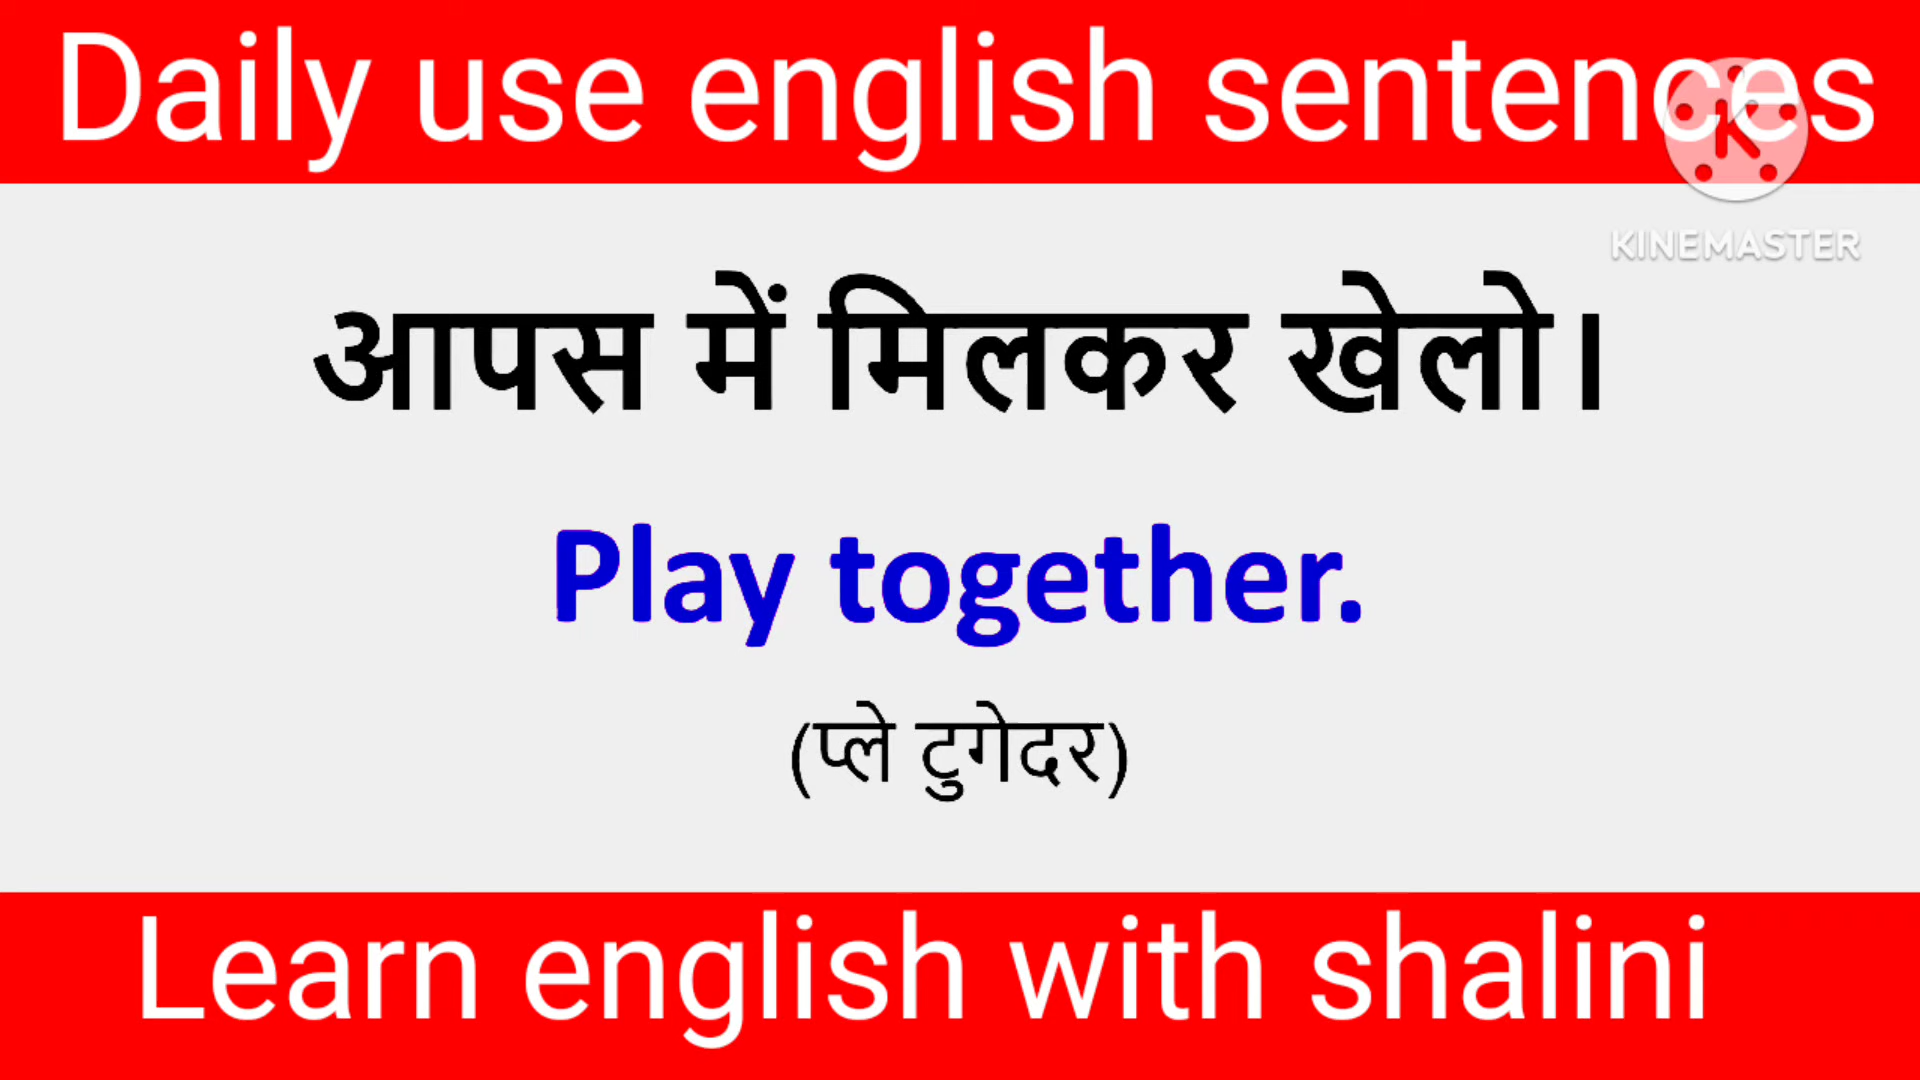 Daily use english sentences
KINEMASTER
आपस में मिलकर खेलो।
Play together.
(प्ले टुगेदर)
Learn english with shalini